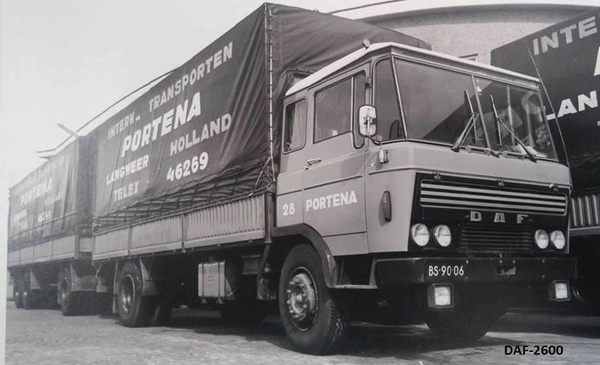 INTERN. TRANSPORTEN
PORTENA
LANGWEER HOLLAND
TELEX 46269
PORTENA
28 PORTENA
DAF
BS-90-06
INTE
LAN
DAF-2600